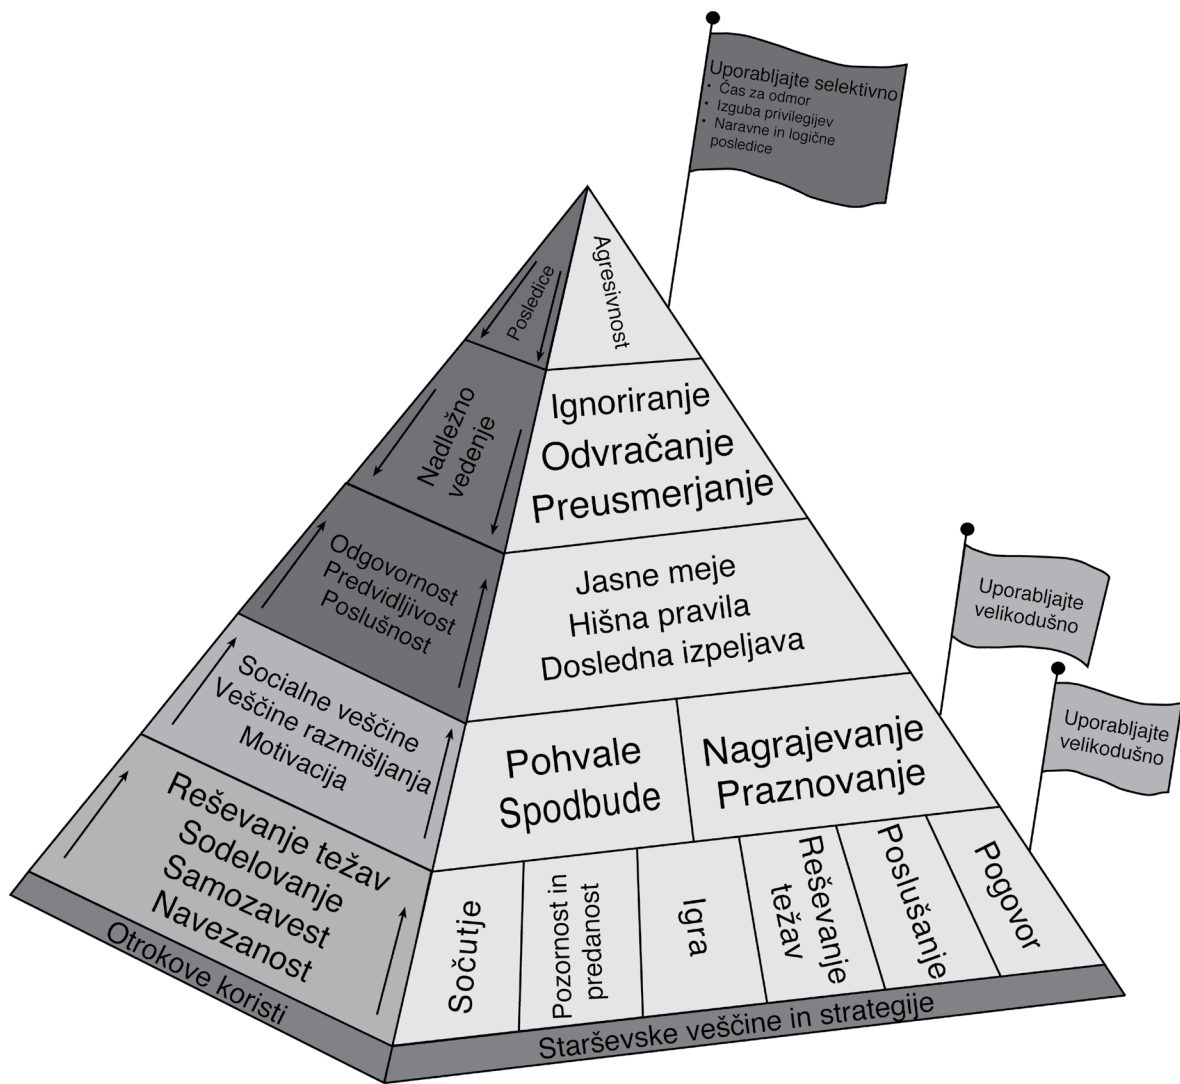 Uporabljajte selektivno
• Čas za odmor
• Izguba privilegijev
• Naravne in logične
posledice
Posledice
Agresivnost
Nadležno
vedenje
Ignoriranje
Odvračanje
Preusmerjanje
Odgovornost
Predvidljivost
Poslušnost
Jasne meje
Hišna pravila
Dosledna izpeljava
Uporabljajte
velikodušno
Socialne veščine
Veščine razmišljanja
Motivacija
Pohvale
Spodbude
Nagrajevanje
Praznovanje
Uporabljajte
velikodušno
Reševanje težav
Sodelovanje
Samozavest
Navezanost
Sočutje
Pozornost in
predanost
Igra
Reševanje
težav
Poslušanje
Pogovor
Otrokove koristi
Starševske veščine in strategije